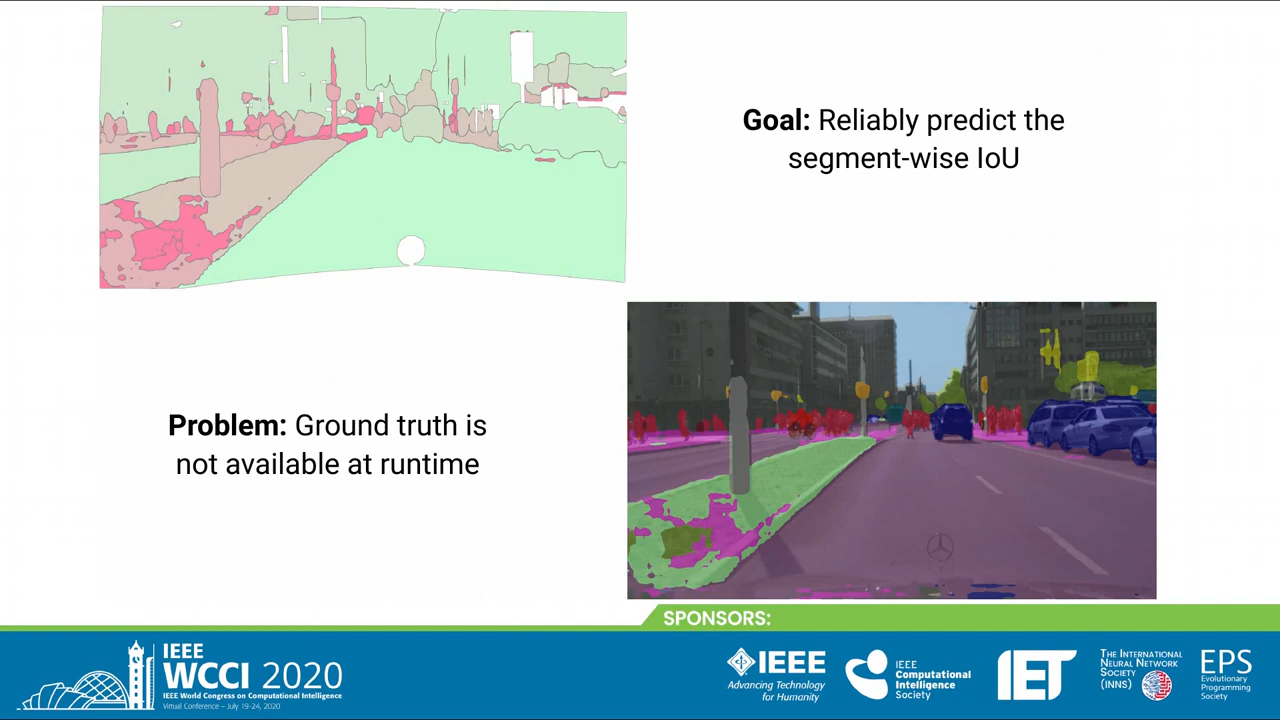 Goal: Reliably predict the
segment-wise IoU
Problem: Ground truth is
not available at runtime
SPONSORS:
IEEE
WCCI 2020
IEEE World Congress on Computational Intelligence
Virtual Conference – July 19-24, 2020
IEEE
Advancing Technology
for Humanity
IEEE
Computational
Intelligence
Society
IET
THE INTERNATIONAL
NEURAL NETWORK
SOCIETY
(INNS)
EPS
Evolutionary
Programming
Society